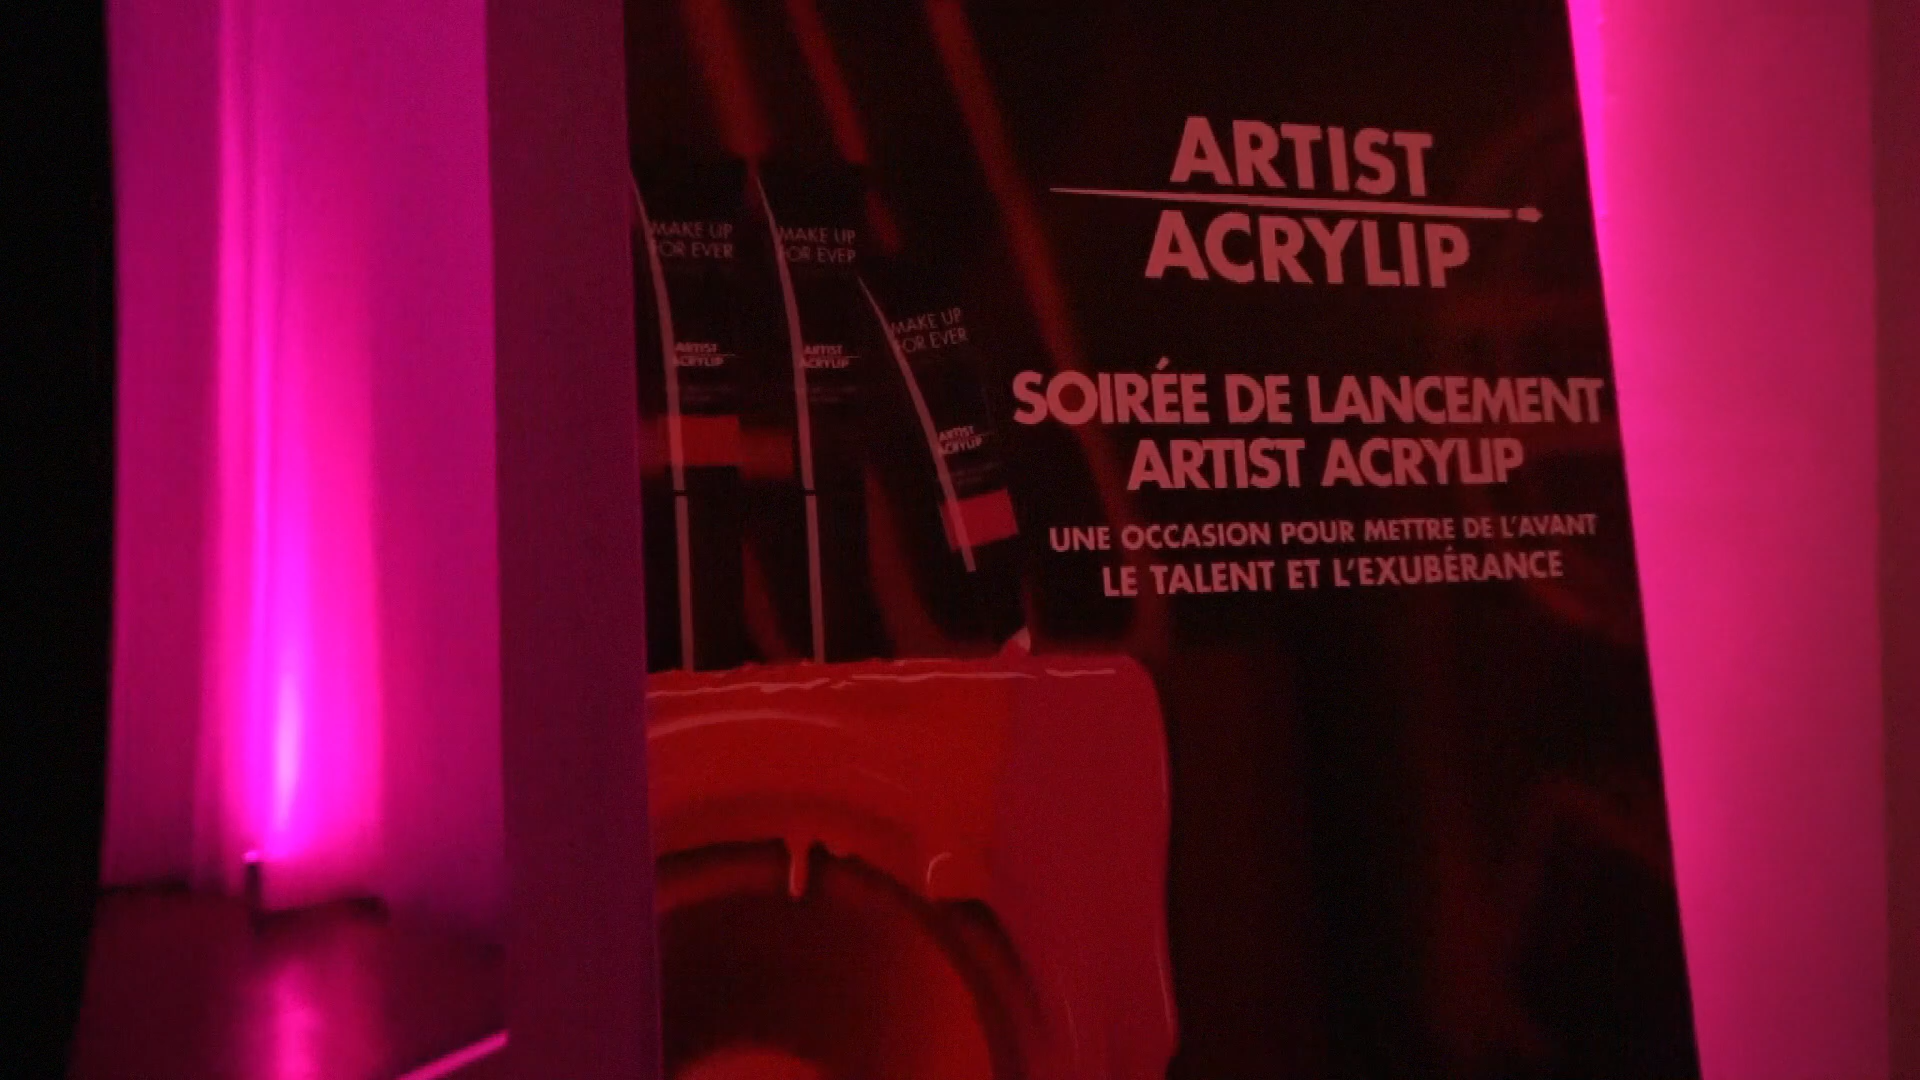 ARTIST
ACRYLIP
MAKE UP
FOR EVER
MAKE UP
FOR EVER
MAKE UP
FOR EVER
ARTIST
ACRYLIP
ARTIST
ACRYLIP
ARTIST
ACRYLIP
SOIRÉE DE LANCEMENT
ARTIST ACRYLIP
UNE OCCASION POUR METTRE DE L'AVANT
LE TALENT ET L'EXUBÉRANCE